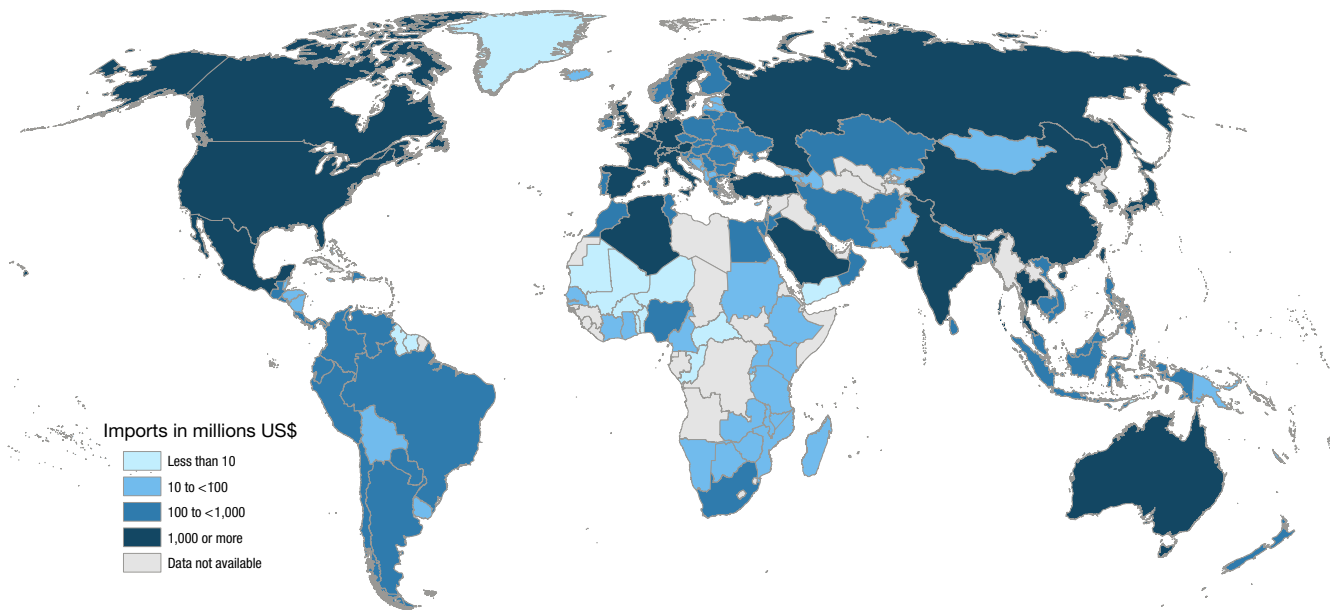 Imports in millions US$
Less than 10
10 to <100
100 to <1,000
1,000 or more
Data not available